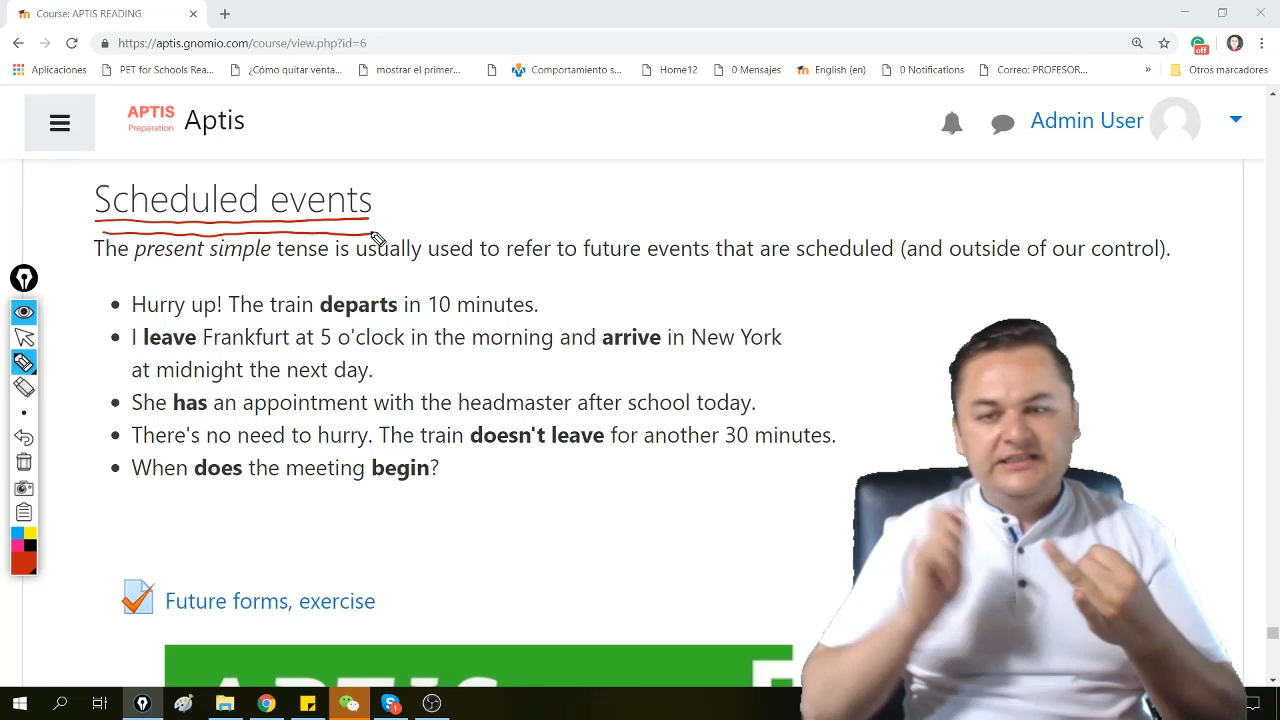 Course: APTIS READING
https://aptis.gnomio.com/course/view.php?id=6
off
Aplicaciones
PET for Schools Rea...
¿Cómo quitar venta...
mostrar el primer...
Comportamiento s...
Home12
0 Mensajes
English (en)
0 Notifications
Correo: PROFESOR...
»
Otros marcadores
APTIS
Preparation
Aptis
Admin User
Scheduled events
The present simple tense is usually used to refer to future events that are scheduled (and outside of our control).
Hurry up! The train departs in 10 minutes.
I leave Frankfurt at 5 o'clock in the morning and arrive in New York
at midnight the next day.
She has an appointment with the headmaster after school today.
There's no need to hurry. The train doesn't leave for another 30 minutes.
When does the meeting begin?
Future forms, exercise
APTIS